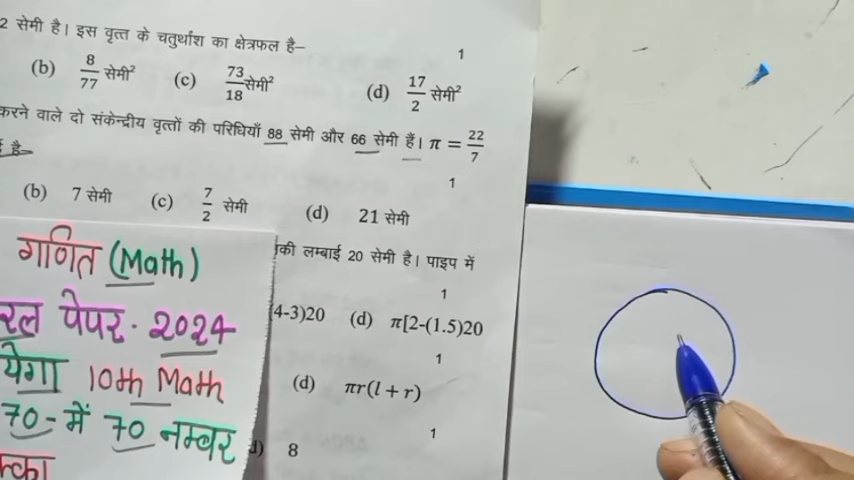 2 सेमी है। इस वृत्त के चतुर्थांश का क्षेत्रफल है–
1
(b) 8/77 सेमी² (c) 73/18 सेमी² (d) 17/2 सेमी²
करने वाले दो संकेन्द्रीय वृत्तों की परिधियाँ 88 सेमी और 66 सेमी हैं। π = 22/7
है–
1
(b) 7 सेमी (c) 7/2 सेमी (d) 21 सेमी
लम्बाई 20 सेमी है। पाइप में
1
4-3)20 (d) π[2-(1.5)20
1
(d) πr(l + r)
1
8
गणित (Math)
पेपर · 2024
10th Math
70 - में 70 नम्बर